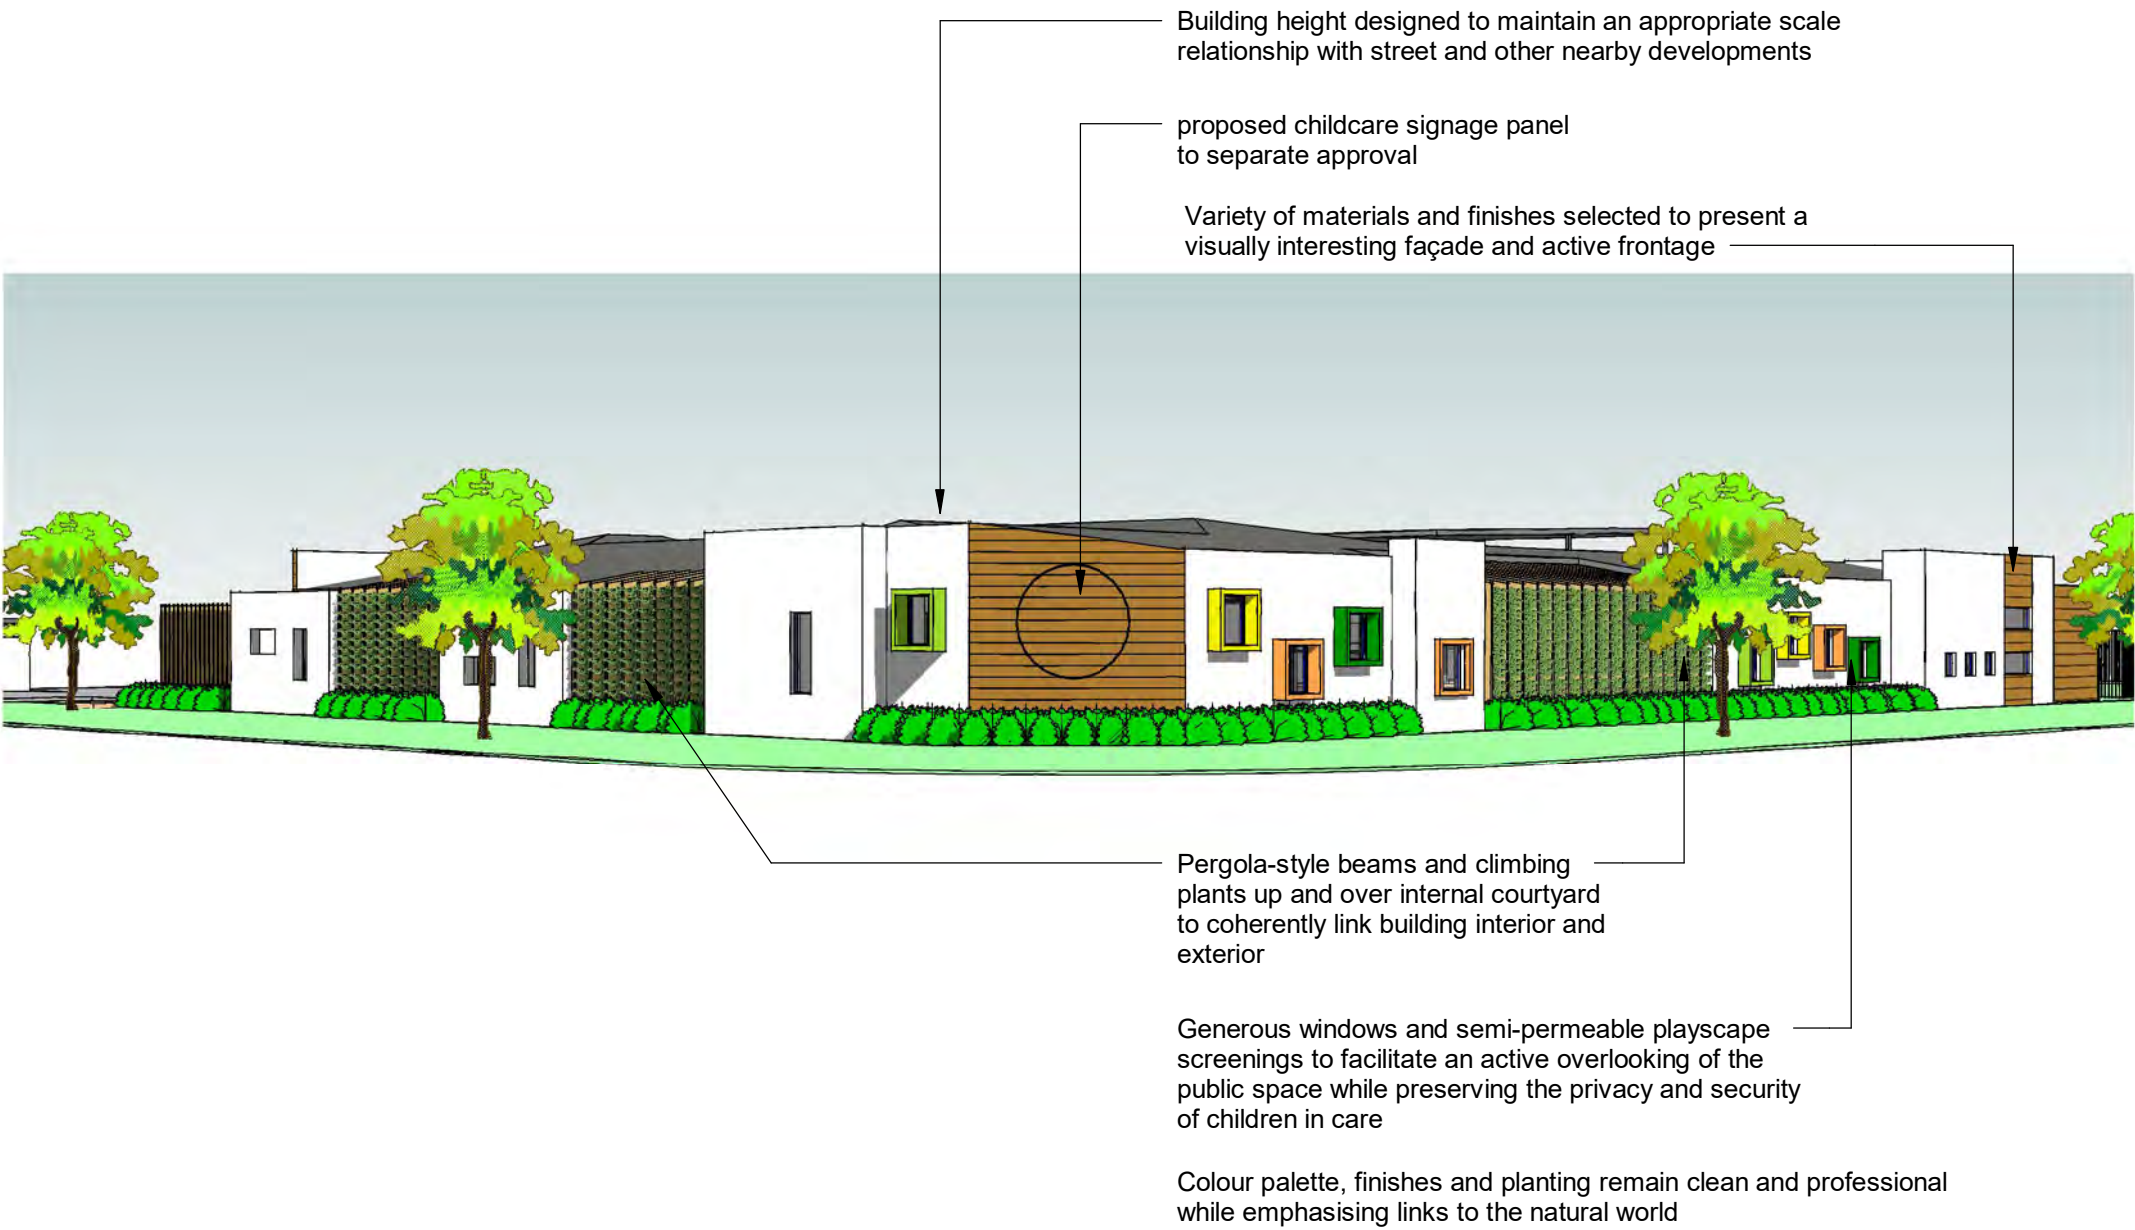 Building height designed to maintain an appropriate scale
relationship with street and other nearby developments
proposed childcare signage panel
to separate approval
Variety of materials and finishes selected to present a
visually interesting façade and active frontage
Pergola-style beams and climbing
plants up and over internal courtyard
to coherently link building interior and
exterior
Generous windows and semi-permeable playscape
screenings to facilitate an active overlooking of the
public space while preserving the privacy and security
of children in care
Colour palette, finishes and planting remain clean and professional
while emphasising links to the natural world